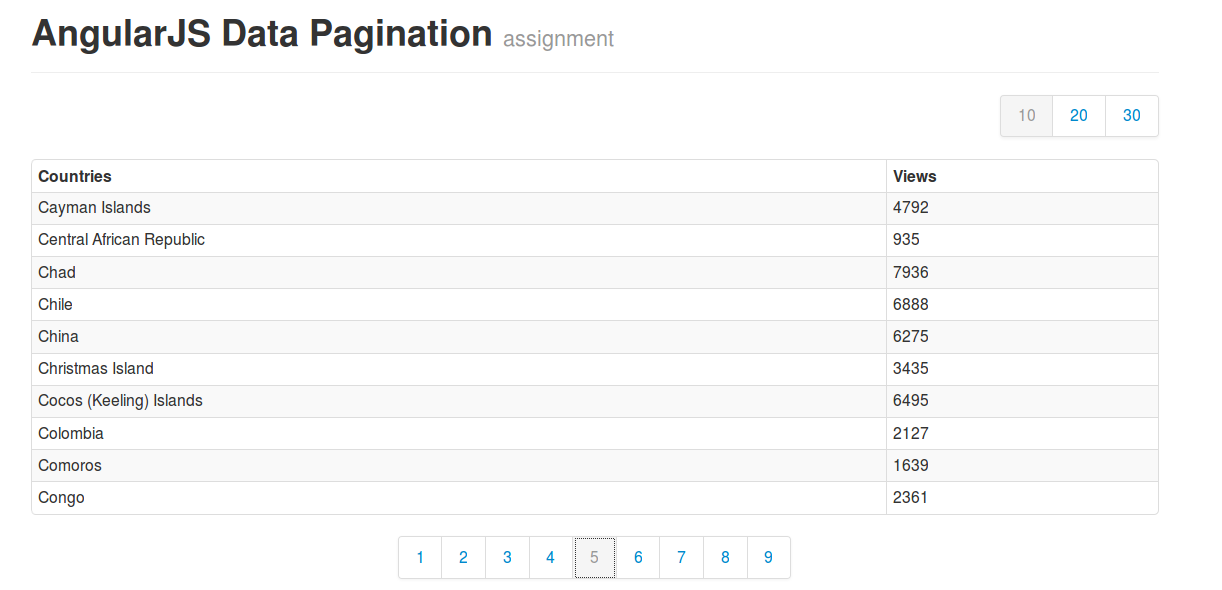 AngularJS Data Pagination assignment
10 20 30
Countries Views
Cayman Islands 4792
Central African Republic 935
Chad 7936
Chile 6888
China 6275
Christmas Island 3435
Cocos (Keeling) Islands 6495
Colombia 2127
Comoros 1639
Congo 2361
1 2 3 4 5 6 7 8 9